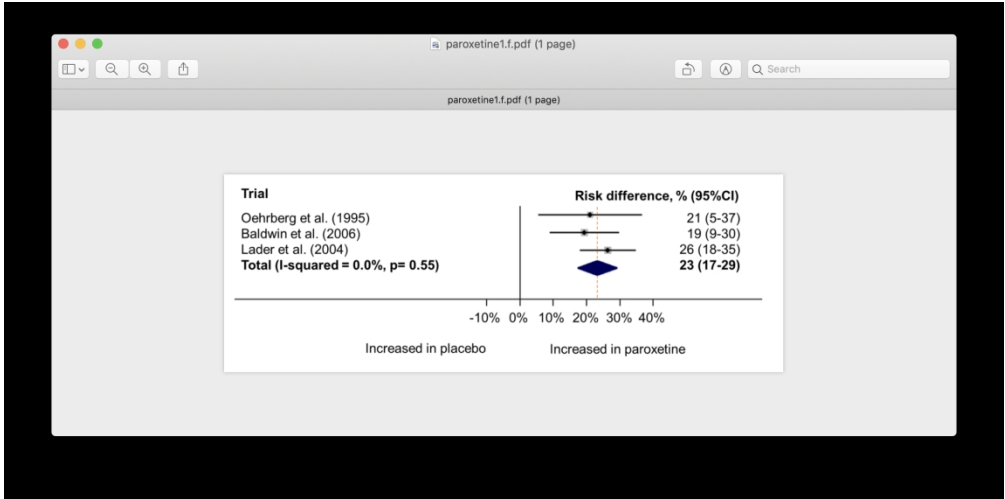 paroxetine1.f.pdf (1 page)
Search
paroxetine1.f.pdf (1 page)
Trial Risk difference, % (95%CI)
Oehrberg et al. (1995) 21 (5-37)
Baldwin et al. (2006) 19 (9-30)
Lader et al. (2004) 26 (18-35)
Total (I-squared = 0.0%, p= 0.55) 23 (17-29)
-10% 0% 10% 20% 30% 40%
Increased in placebo Increased in paroxetine